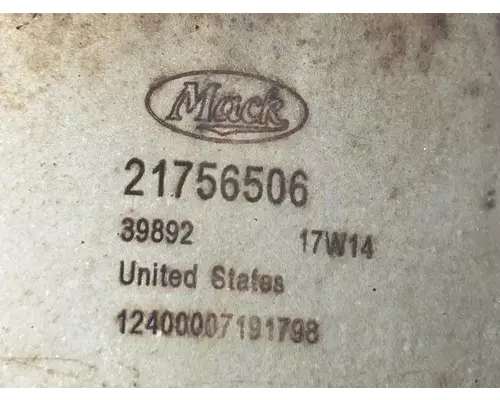 Mack
21756506
39892 17W14
United States
12400007191798